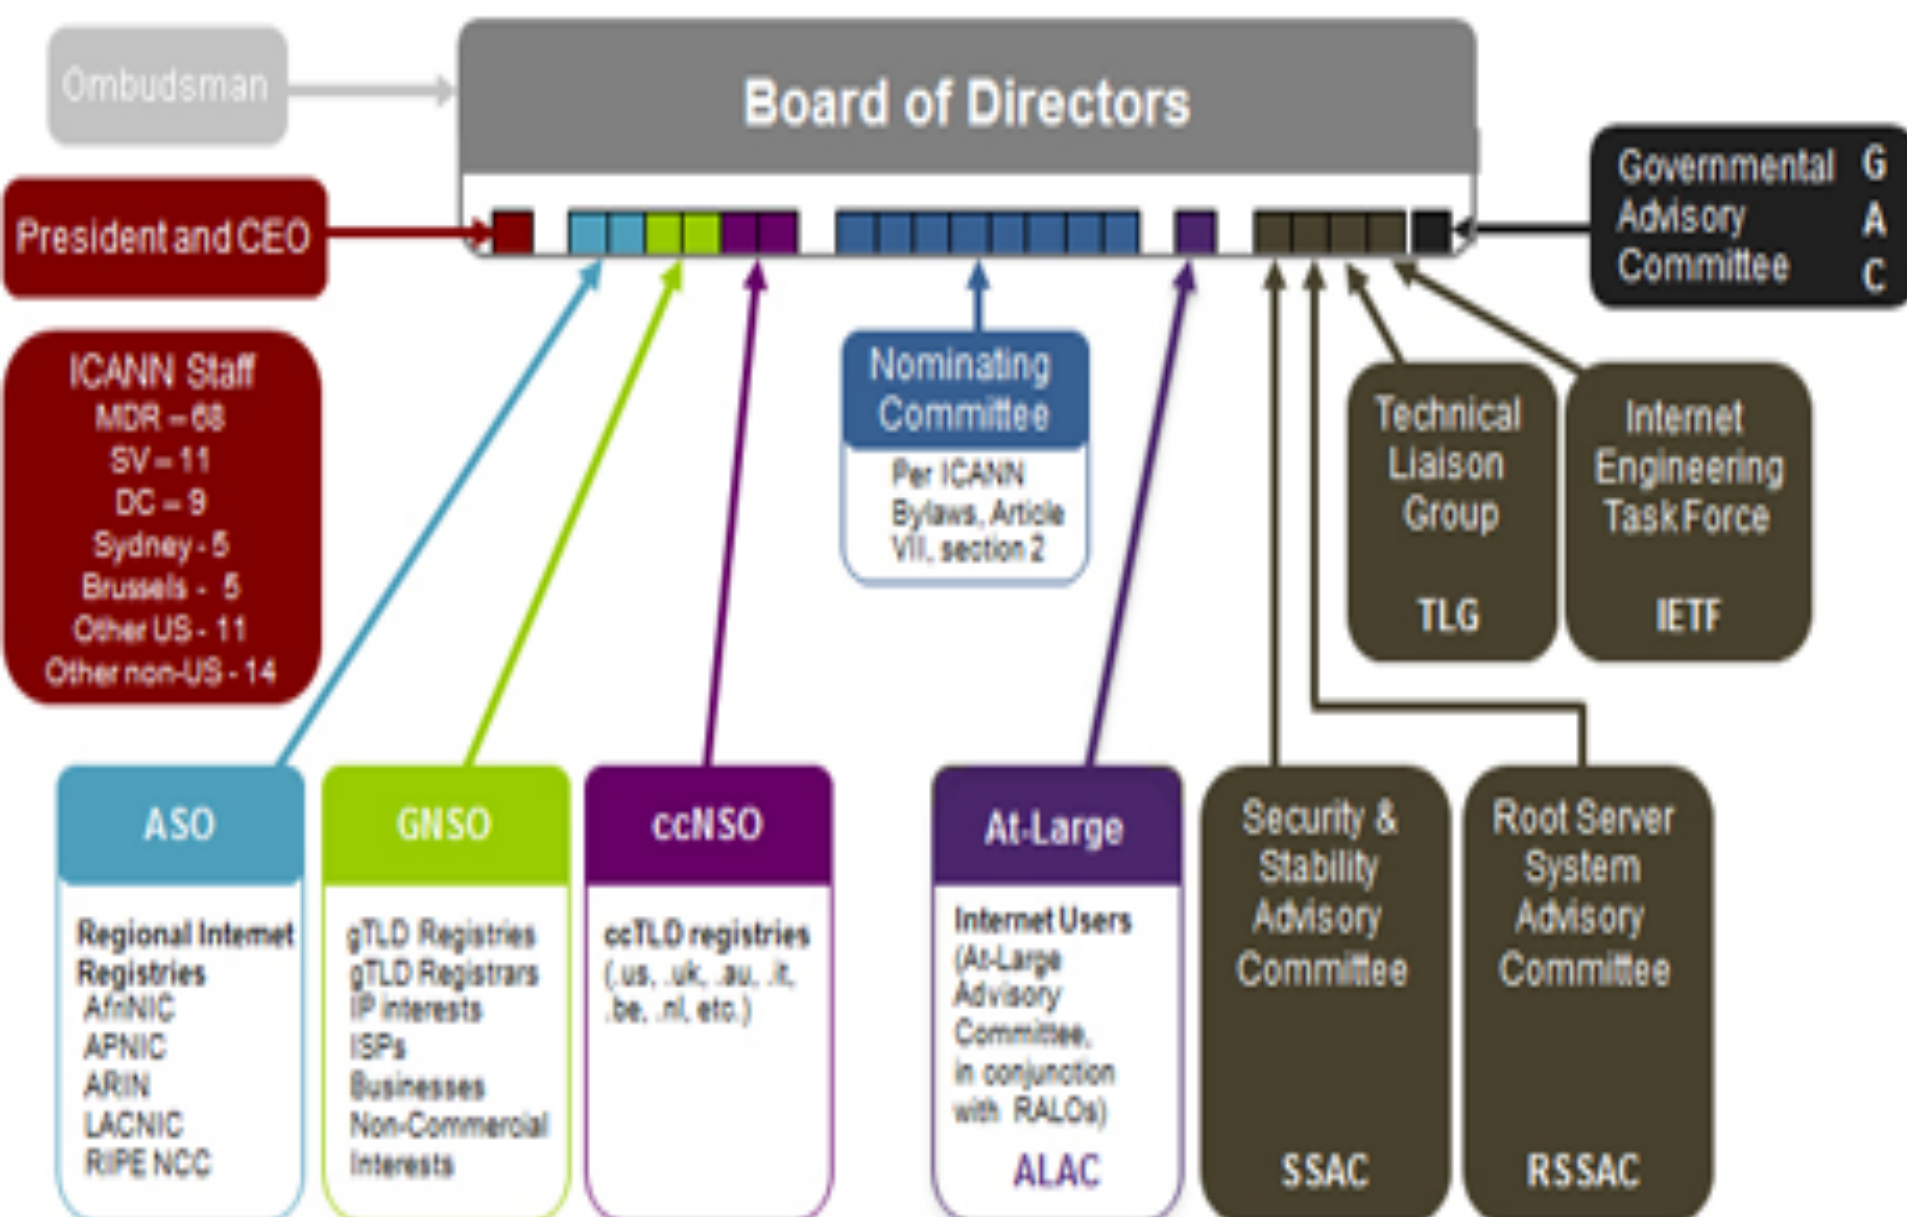 Ombudsman
Board of Directors
President and CEO
Governmental
Advisory
Committee
G
A
C
ICANN Staff
MDR – 68
SV – 11
DC – 9
Sydney - 5
Brussels - 5
Other US - 11
Other non-US - 14
Nominating
Committee
Per ICANN
Bylaws, Article
VII, section 2
Technical
Liaison
Group
TLG
Internet
Engineering
Task Force
IETF
ASO
Regional Internet
Registries
AfriNIC
APNIC
ARIN
LACNIC
RIPE NCC
GNSO
gTLD Registries
gTLD Registrars
IP interests
ISPs
Businesses
Non-Commercial
Interests
ccNSO
ccTLD registries
(.us, .uk, .au, .it,
.be, .nl, etc.)
At-Large
Internet Users
(At-Large
Advisory
Committee,
in conjunction
with RALOs)
ALAC
Security &
Stability
Advisory
Committee
SSAC
Root Server
System
Advisory
Committee
RSSAC